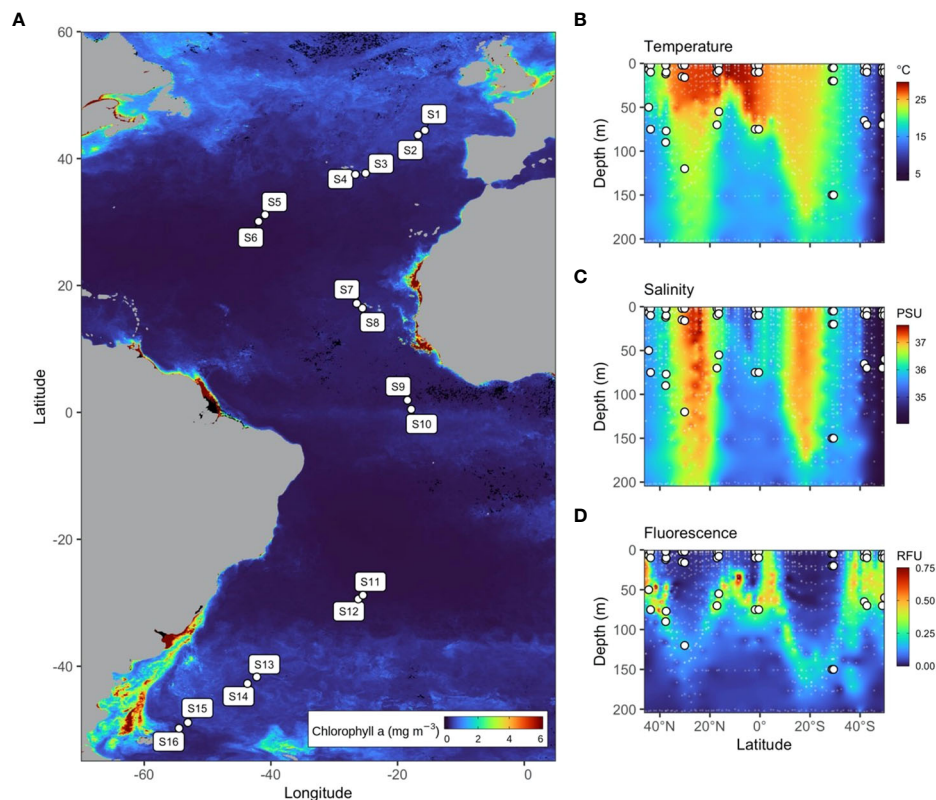 A
60
40
20
0
-20
-40
Latitude
-60
-40
-20
0
Longitude
S1
S2
S3
S4
S5
S6
S7
S8
S9
S10
S11
S12
S13
S14
S15
S16
Chlorophyll a (mg m⁻³)
0
2
4
6
B
Temperature
0
50
100
150
200
Depth (m)
°C
25
15
5
C
Salinity
0
50
100
150
200
Depth (m)
PSU
37
36
35
D
Fluorescence
0
50
100
150
200
Depth (m)
RFU
0.75
0.50
0.25
0.00
40°N
20°N
0°N
20°S
40°S
Latitude